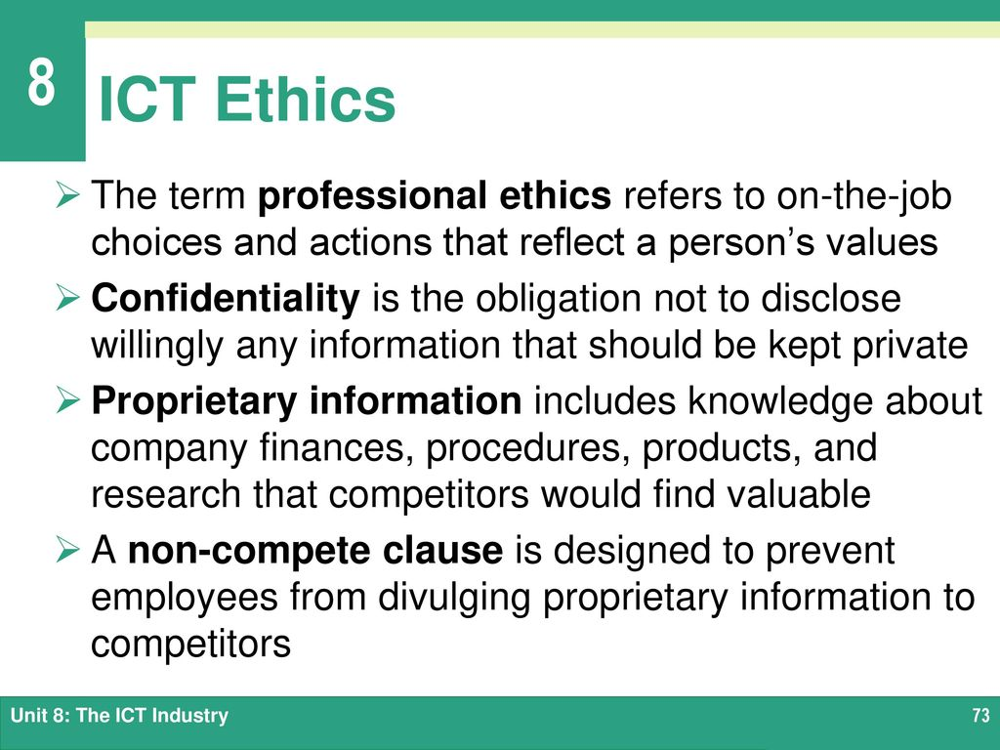 8
ICT Ethics
The term professional ethics refers to on-the-job
choices and actions that reflect a person’s values
Confidentiality is the obligation not to disclose
willingly any information that should be kept private
Proprietary information includes knowledge about
company finances, procedures, products, and
research that competitors would find valuable
A non-compete clause is designed to prevent
employees from divulging proprietary information to
competitors
Unit 8: The ICT Industry
73